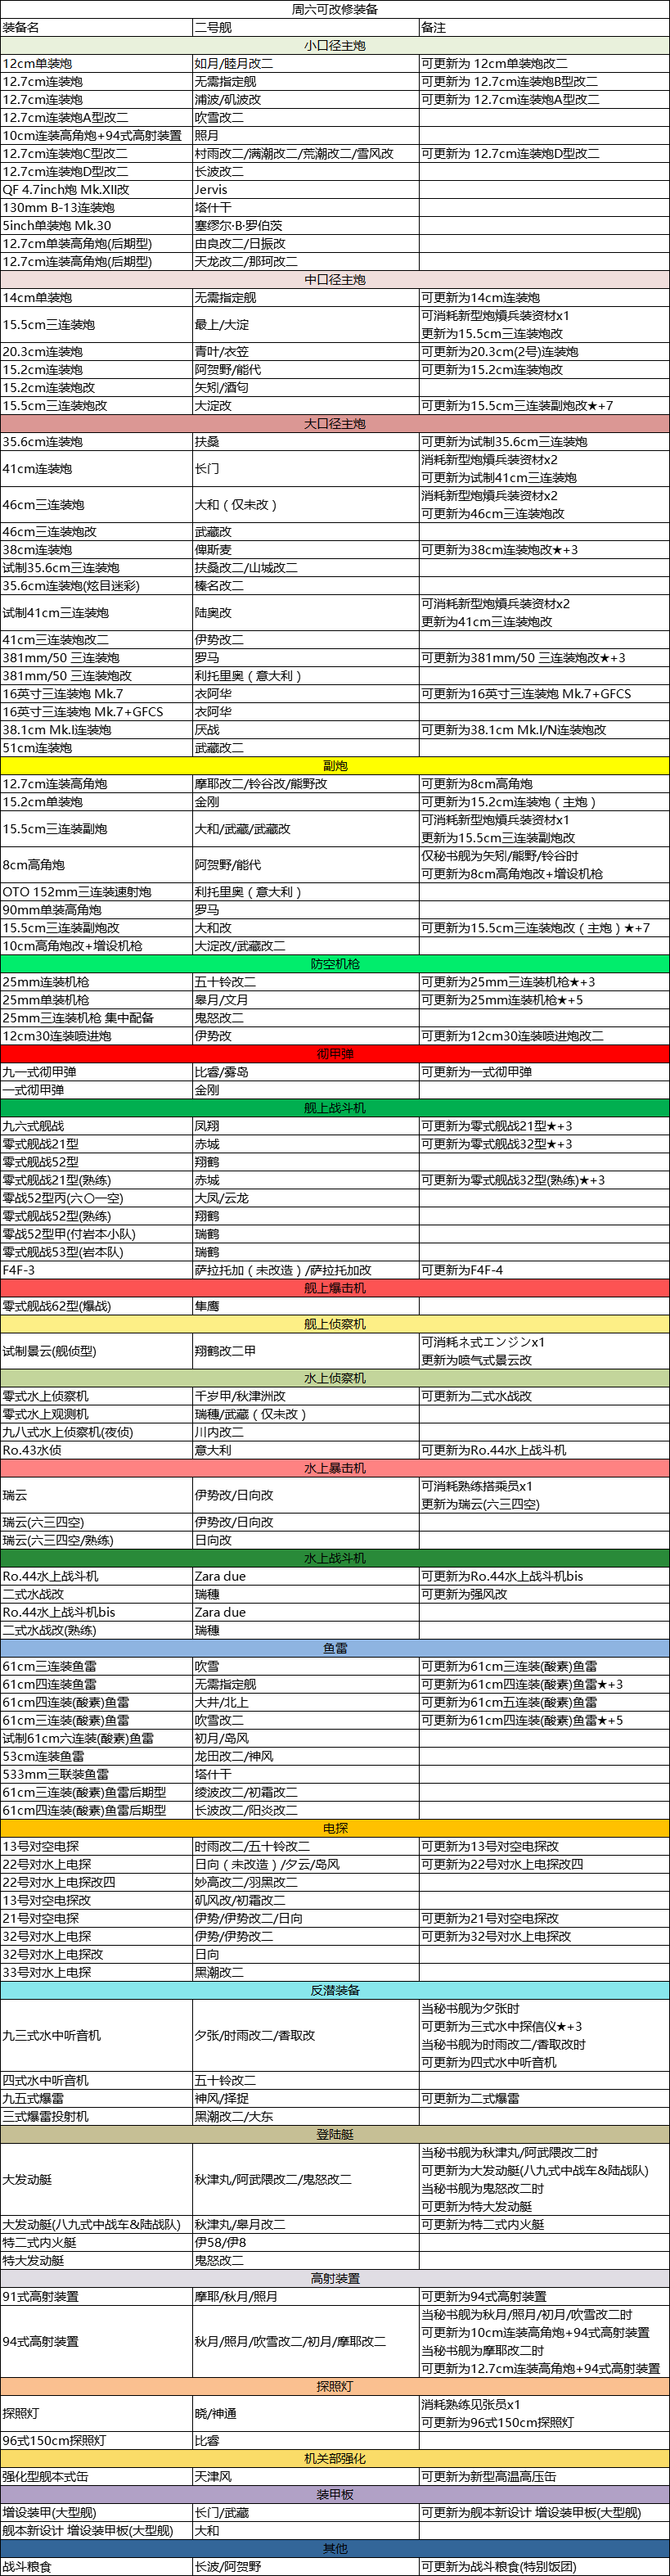 周六可改修装备
装备名 二号舰 备注
小口径主炮
12cm单装炮 如月/睦月改二 可更新为 12cm单装炮改二
12.7cm连装炮 无需指定舰 可更新为 12.7cm连装炮B型改二
12.7cm连装炮 浦波/矶波改 可更新为 12.7cm连装炮A型改二
12.7cm连装炮A型改二 吹雪改二
10cm连装高角炮+94式高射装置 照月
12.7cm连装炮C型改二 村雨改二/满潮改二/荒潮改二/雪风改 可更新为 12.7cm连装炮D型改二
12.7cm连装炮D型改二 长波改二
QF 4.7inch炮 Mk.XII改 Jervis
130mm B-13连装炮 塔什干
5inch单装炮 Mk.30 塞缪尔·B·罗伯茨
12.7cm单装高角炮(后期型) 由良改二/日振改
12.7cm连装高角炮(后期型) 天龙改二/那珂改二
中口径主炮
14cm单装炮 无需指定舰 可更新为14cm连装炮
15.5cm三连装炮 最上/大淀 可消耗新型炮熕兵装资材x1
更新为15.5cm三连装炮改
20.3cm连装炮 青叶/衣笠 可更新为20.3cm(2号)连装炮
15.2cm连装炮 阿贺野/能代 可更新为15.2cm连装炮改
15.2cm连装炮改 矢矧/酒匂
15.5cm三连装炮改 大淀改 可更新为15.5cm三连装副炮改★+7
大口径主炮
35.6cm连装炮 扶桑 可更新为试制35.6cm三连装炮
41cm连装炮 长门 消耗新型炮熕兵装资材x2
可更新为试制41cm三连装炮
46cm三连装炮 大和（仅未改） 消耗新型炮熕兵装资材x2
可更新为46cm三连装炮改
46cm三连装炮改 武藏改
38cm连装炮 俾斯麦 可更新为38cm连装炮改★+3
试制35.6cm三连装炮 扶桑改二/山城改二
35.6cm连装炮(炫目迷彩) 榛名改二
试制41cm三连装炮 陆奥改 可消耗新型炮熕兵装资材x2
更新为41cm三连装炮改
41cm三连装炮改二 伊势改二
381mm/50 三连装炮 罗马 可更新为381mm/50 三连装炮改★+3
381mm/50 三连装炮改 利托里奥（意大利）
16英寸三连装炮 Mk.7 衣阿华 可更新为16英寸三连装炮 Mk.7+GFCS
16英寸三连装炮 Mk.7+GFCS 衣阿华
38.1cm Mk.I连装炮 厌战 可更新为38.1cm Mk.I/N连装炮改
51cm连装炮 武藏改二
副炮
12.7cm连装高角炮 摩耶改二/铃谷改/熊野改 可更新为8cm高角炮
15.2cm单装炮 金刚 可更新为15.2cm连装炮（主炮）
15.5cm三连装副炮 大和/武藏/武藏改 可消耗新型炮熕兵装资材x1
更新为15.5cm三连装副炮改
8cm高角炮 阿贺野/能代 仅秘书舰为矢矧/熊野/铃谷时
可更新为8cm高角炮改+增设机枪
OTO 152mm三连装速射炮 利托里奥（意大利）
90mm单装高角炮 罗马
15.5cm三连装副炮改 大和改 可更新为15.5cm三连装炮改（主炮）★+7
10cm高角炮改+增设机枪 大淀改/武藏改二
防空机枪
25mm连装机枪 五十铃改二 可更新为25mm三连装机枪★+3
25mm单装机枪 皋月/文月 可更新为25mm连装机枪★+5
25mm三连装机枪 集中配备 鬼怒改二
12cm30连装喷进炮 伊势改 可更新为12cm30连装喷进炮改二
彻甲弹
九一式彻甲弹 比睿/雾岛 可更新为一式彻甲弹
一式彻甲弹 金刚
舰上战斗机
九六式舰战 凤翔 可更新为零式舰战21型★+3
零式舰战21型 赤城 可更新为零式舰战32型★+3
零式舰战52型 翔鹤
零式舰战21型(熟练) 赤城 可更新为零式舰战32型(熟练)★+3
零战52型丙(六〇一空) 大凤/云龙
零式舰战52型(熟练) 翔鹤
零战52型甲(付岩本小队) 瑞鹤
零式舰战53型(岩本队) 瑞鹤
F4F-3 萨拉托加（未改造）/萨拉托加改 可更新为F4F-4
舰上爆击机
零式舰战62型(爆战) 隼鹰
舰上侦察机
试制景云(舰侦型) 翔鹤改二甲 可消耗ネ式エンジンx1
更新为喷气式景云改
水上侦察机
零式水上侦察机 千岁甲/秋津洲改 可更新为二式水战改
零式水上观测机 瑞穗/武藏（仅未改）
九八式水上侦察机(夜侦) 川内改二
Ro.43水侦 意大利 可更新为Ro.44水上战斗机
水上暴击机
瑞云 伊势改/日向改 可消耗熟练搭乘员x1
更新为瑞云(六三四空)
瑞云(六三四空) 伊势改/日向改
瑞云(六三四空/熟练) 日向改
水上战斗机
Ro.44水上战斗机 Zara due 可更新为Ro.44水上战斗机bis
二式水战改 瑞穗 可更新为强风改
Ro.44水上战斗机bis Zara due
二式水战改(熟练) 瑞穗
鱼雷
61cm三连装鱼雷 吹雪 可更新为61cm三连装(酸素)鱼雷
61cm四连装鱼雷 无需指定舰 可更新为61cm四连装(酸素)鱼雷★+3
61cm四连装(酸素)鱼雷 大井/北上 可更新为61cm五连装(酸素)鱼雷
61cm三连装(酸素)鱼雷 吹雪改二 可更新为61cm四连装(酸素)鱼雷★+5
试制61cm六连装(酸素)鱼雷 初月/岛风
53cm连装鱼雷 龙田改二/神风
533mm三联装鱼雷 塔什干
61cm三连装(酸素)鱼雷后期型 绫波改二/初霜改二
61cm四连装(酸素)鱼雷后期型 长波改二/阳炎改二
电探
13号对空电探 时雨改二/五十铃改二 可更新为13号对空电探改
22号对水上电探 日向（未改造）/夕云/岛风 可更新为22号对水上电探改四
22号对水上电探改四 妙高改二/羽黑改二
13号对空电探改 矶风改/初霜改二
21号对空电探 伊势/伊势改二/日向 可更新为21号对空电探改
32号对水上电探 伊势/伊势改二 可更新为32号对水上电探改
32号对水上电探改 日向
33号对水上电探 黑潮改二
反潜装备
九三式水中听音机 夕张/时雨改二/香取改 当秘书舰为夕张时
可更新为三式水中探信仪★+3
当秘书舰为时雨改二/香取改时
可更新为四式水中听音机
四式水中听音机 五十铃改二
九五式爆雷 神风/择捉 可更新为二式爆雷
三式爆雷投射机 黑潮改二/大东
登陆艇
大发动艇 秋津丸/阿武隈改二/鬼怒改二 当秘书舰为秋津丸/阿武隈改二时
可更新为大发动艇(八九式中战车&陆战队)
当秘书舰为鬼怒改二时
可更新为特大发动艇
大发动艇(八九式中战车&陆战队) 秋津丸/皋月改二 可更新为特二式内火艇
特二式内火艇 伊58/伊8
特大发动艇 鬼怒改二
高射装置
91式高射装置 摩耶/秋月/照月 可更新为94式高射装置
94式高射装置 秋月/照月/吹雪改二/初月/摩耶改二 当秘书舰为秋月/照月/初月/吹雪改二时
可更新为10cm连装高角炮+94式高射装置
当秘书舰为摩耶改二时
可更新为12.7cm连装高角炮+94式高射装置
探照灯
探照灯 晓/神通 消耗熟练见张员x1
可更新为96式150cm探照灯
96式150cm探照灯 比睿
机关部强化
强化型舰本式缶 天津风 可更新为新型高温高压缶
装甲板
增设装甲(大型舰) 长门/武藏 可更新为舰本新设计 增设装甲板(大型舰)
舰本新设计 增设装甲板(大型舰) 大和
其他
战斗粮食 长波/阿贺野 可更新为战斗粮食(特别饭团)